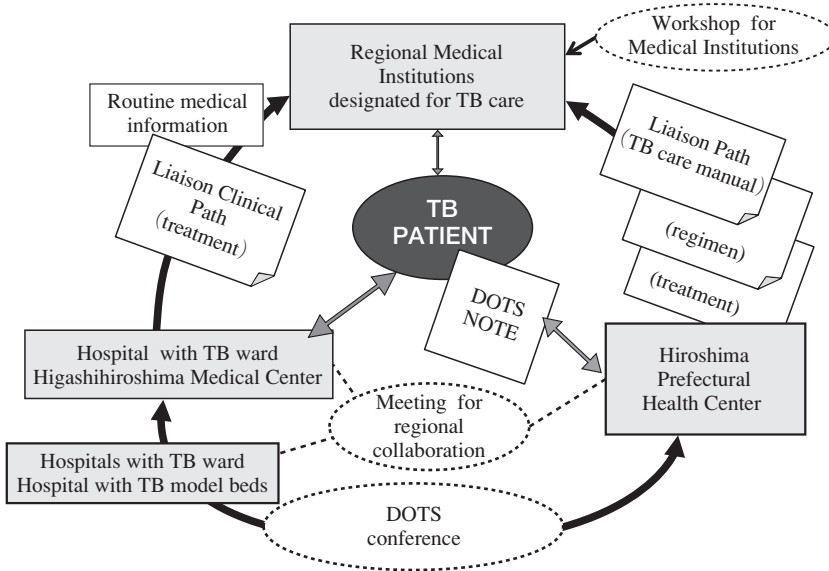 Workshop for
Medical Institutions
Regional Medical
Institutions
designated for TB care
Routine medical
information
Liaison Clinical
Path
(treatment)
Liaison Path
(TB care manual)
(regimen)
(treatment)
TB
PATIENT
DOTS
NOTE
Hospital with TB ward
Higashihiroshima Medical Center
Hiroshima
Prefectural
Health Center
Meeting for
regional
collaboration
Hospitals with TB ward
Hospital with TB model beds
DOTS
conference